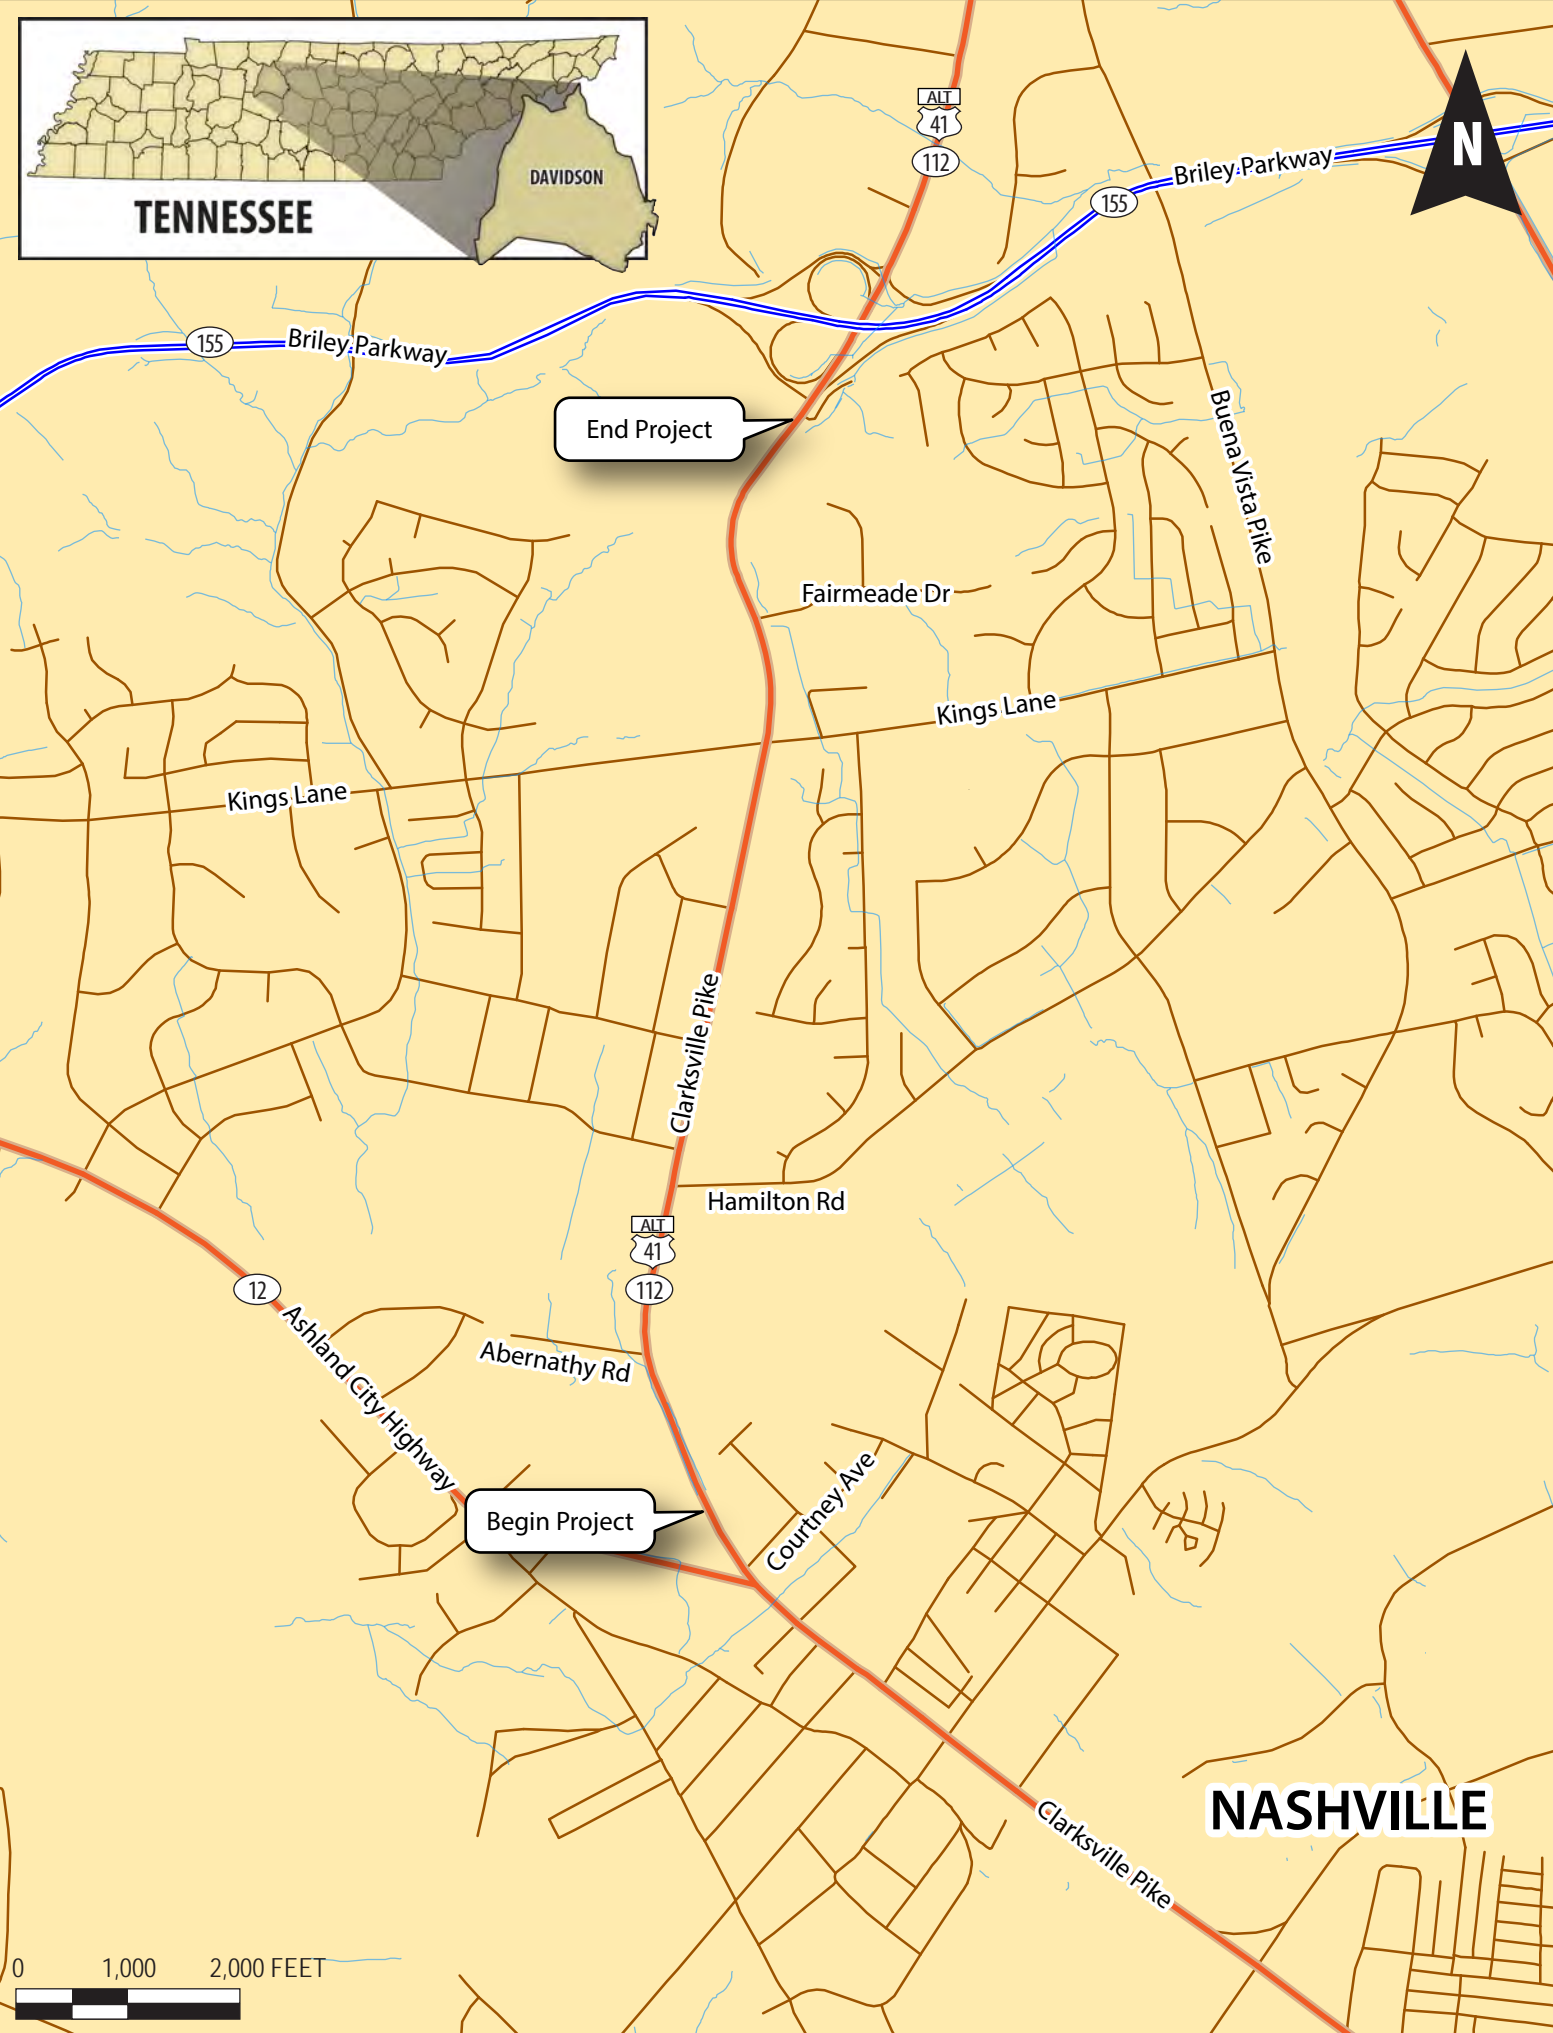 DAVIDSON
TENNESSEE
ALT
41
112
N
Briley Parkway
155
155
Briley Parkway
End Project
Buena Vista Pike
Fairmeade Dr
Kings Lane
Kings Lane
Clarksville Pike
Hamilton Rd
ALT
41
112
12
Ashland City Highway
Abernathy Rd
Courtney Ave
Begin Project
NASHVILLE
Clarksville Pike
0 1,000 2,000 FEET